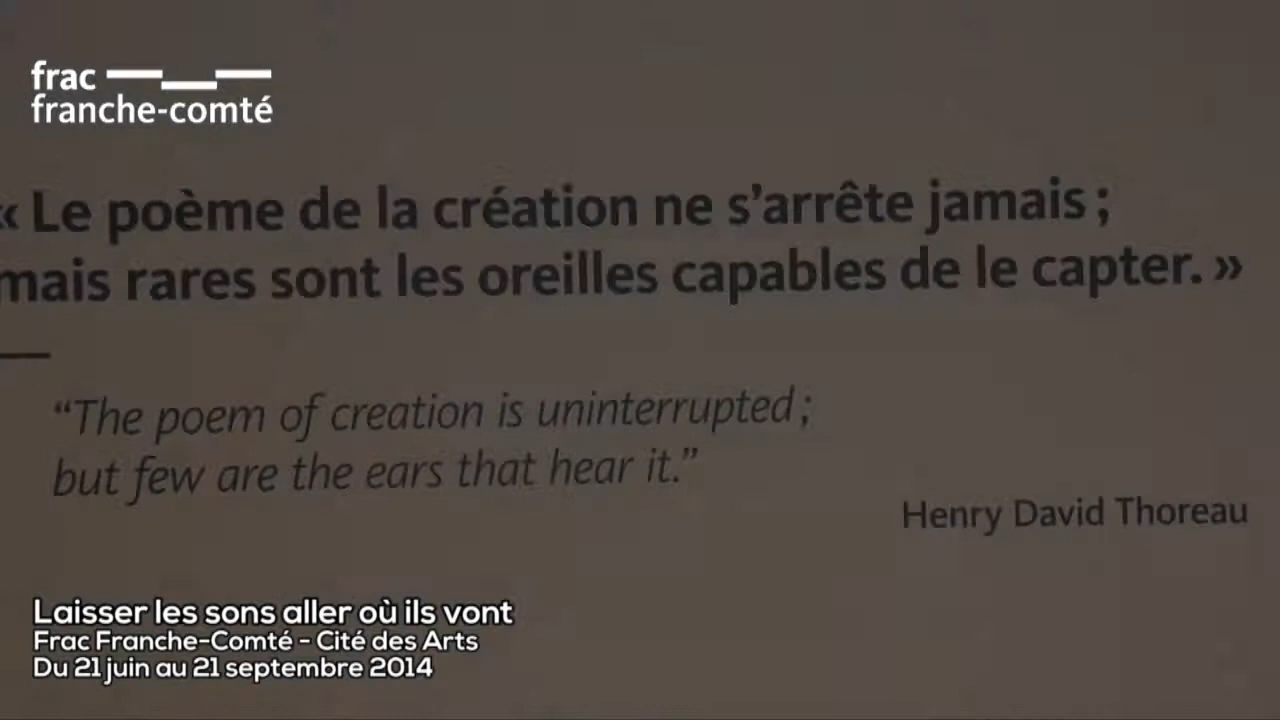 frac
franche-comté
« Le poème de la création ne s’arrête jamais ;
mais rares sont les oreilles capables de le capter. »
“The poem of creation is uninterrupted ;
but few are the ears that hear it.”
Henry David Thoreau
Laisser les sons aller où ils vont
Frac Franche-Comté - Cité des Arts
Du 21 juin au 21 septembre 2014